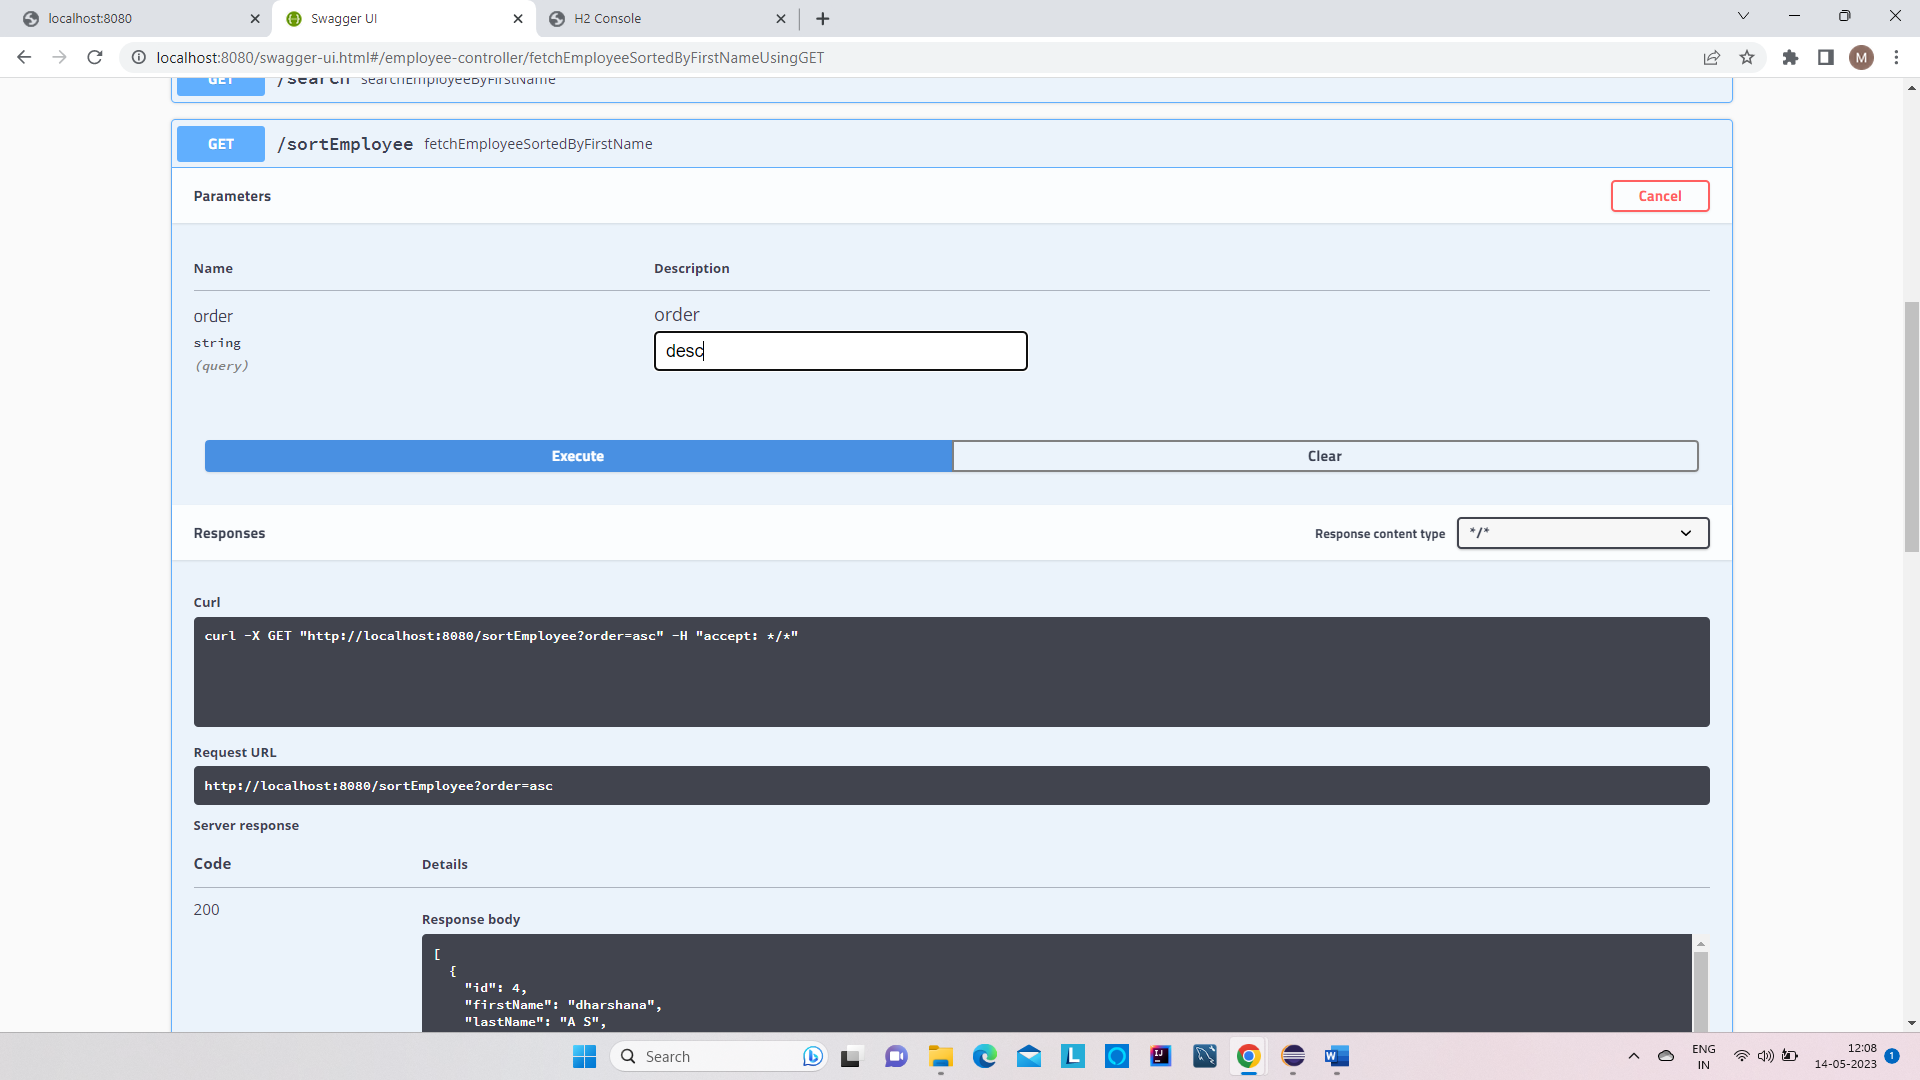 localhost:8080
Swagger UI
H2 Console
localhost:8080/swagger-ui.html#/employee-controller/fetchEmployeeSortedByFirstNameUsingGET
M
GET /search searchEmployeeByFirstName
GET /sortEmployee fetchEmployeeSortedByFirstName
Parameters
Cancel
Name Description
order order
string
(query)
desc
Execute Clear
Responses Response content type */*
Curl
curl -X GET "http://localhost:8080/sortEmployee?order=asc" -H "accept: */*"
Request URL
http://localhost:8080/sortEmployee?order=asc
Server response
Code Details
200
Response body
[
{
"id": 4,
"firstName": "dharshana",
"lastName": "A S",
Search
L
IJ
W
ENG
IN
12:08
14-05-2023
1